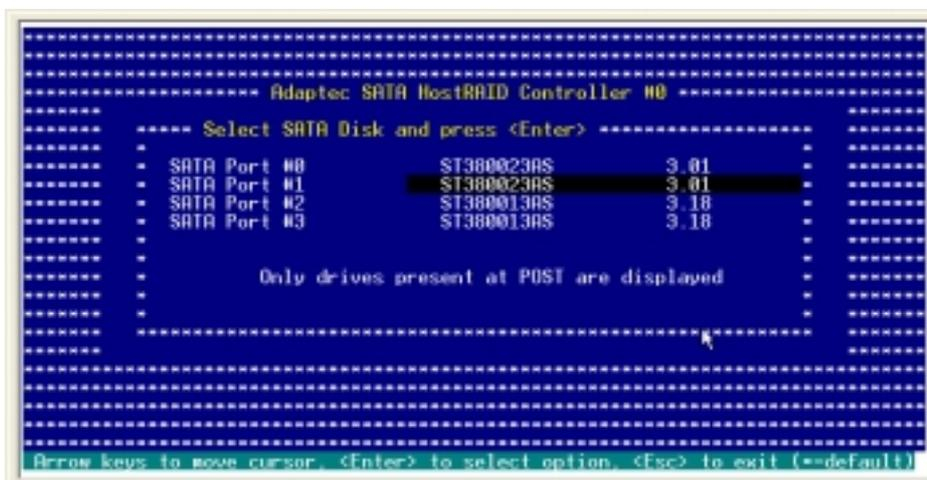 Adaptec SATA HostRAID Controller #0
Select SATA Disk and press <Enter>
SATA Port #0 ST380023AS 3.01
SATA Port #1 ST380023AS 3.01
SATA Port #2 ST380013AS 3.18
SATA Port #3 ST380013AS 3.18
Only drives present at POST are displayed
Arrow keys to move cursor, <Enter> to select option, <Esc> to exit (*=default)